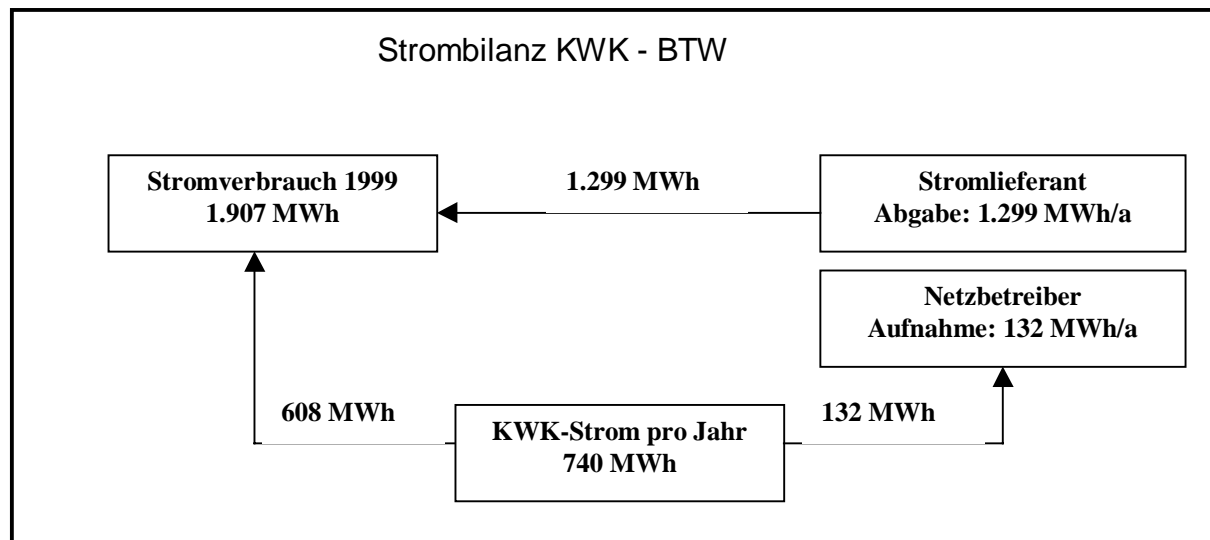 Strombilanz KWK - BTW
Stromverbrauch 1999
1.907 MWh
1.299 MWh
Stromlieferant
Abgabe: 1.299 MWh/a
Netzbetreiber
Aufnahme: 132 MWh/a
608 MWh
KWK-Strom pro Jahr
740 MWh
132 MWh